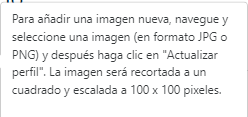 Para añadir una imagen nueva, navegue y
seleccione una imagen (en formato JPG o
PNG) y después haga clic en "Actualizar
perfil". La imagen será recortada a un
cuadrado y escalada a 100 x 100 pixeles.